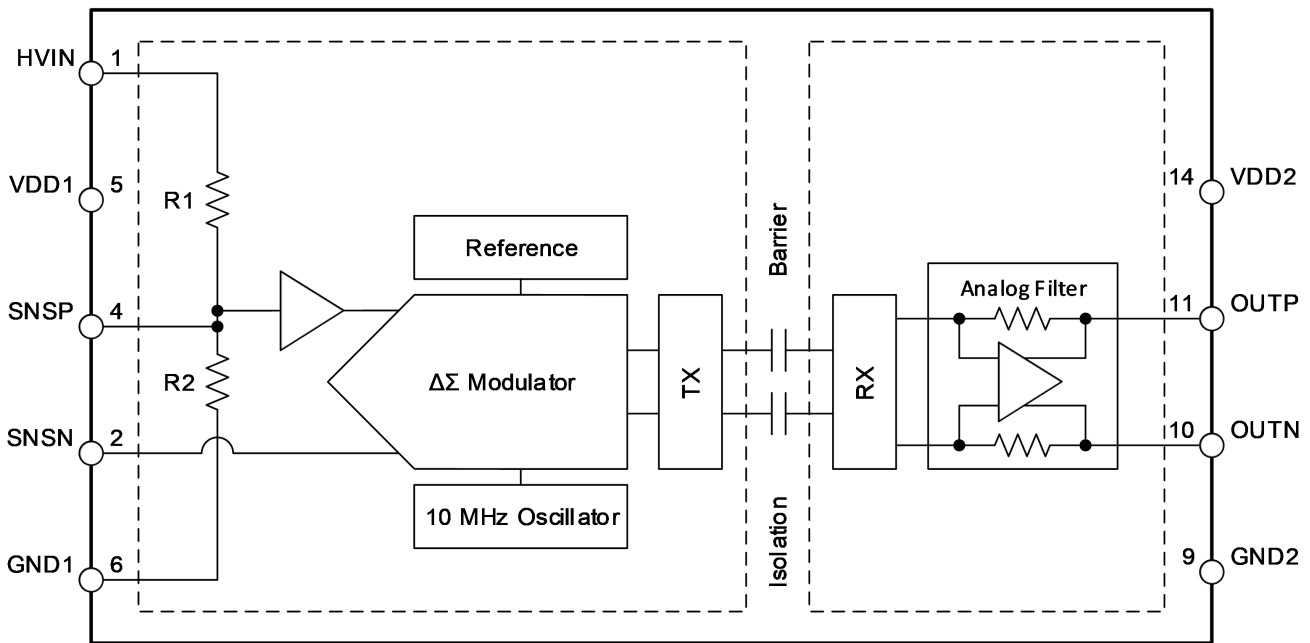 HVIN
1
VDD1
5
R1
SNSP
4
R2
SNSN
2
GND1
6
Reference
ΔΣ Modulator
10 MHz Oscillator
TX
Barrier
Isolation
RX
Analog Filter
14
VDD2
11
OUTP
10
OUTN
9
GND2